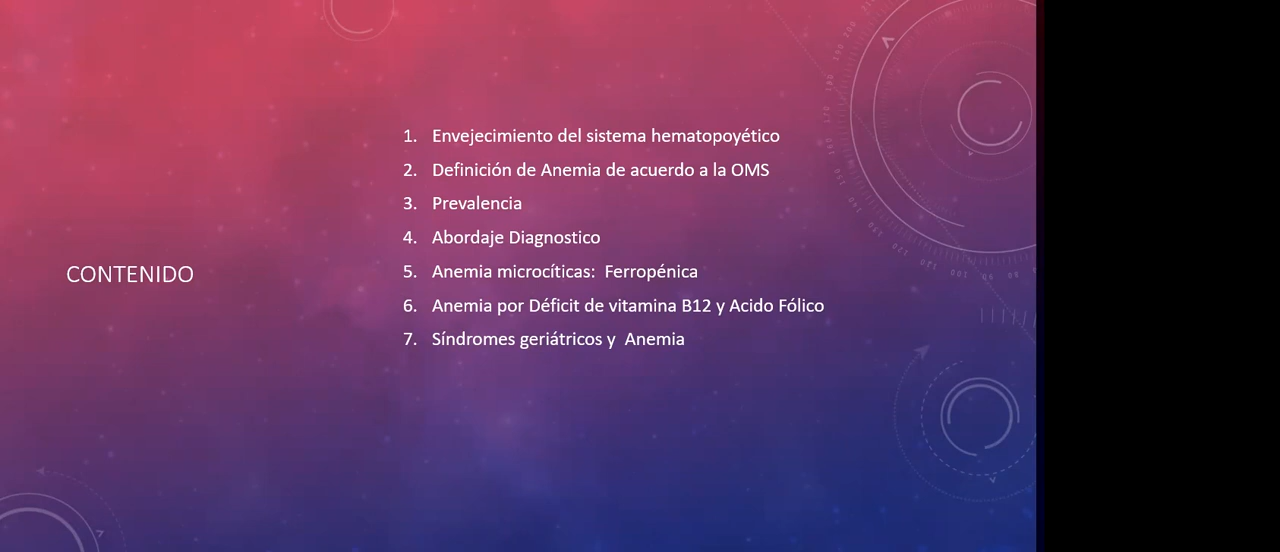 CONTENIDO
1. Envejecimiento del sistema hematopoyético
2. Definición de Anemia de acuerdo a la OMS
3. Prevalencia
4. Abordaje Diagnostico
5. Anemia microcíticas:  Ferropénica
6. Anemia por Déficit de vitamina B12 y Acido Fólico
7. Síndromes geriátricos y  Anemia